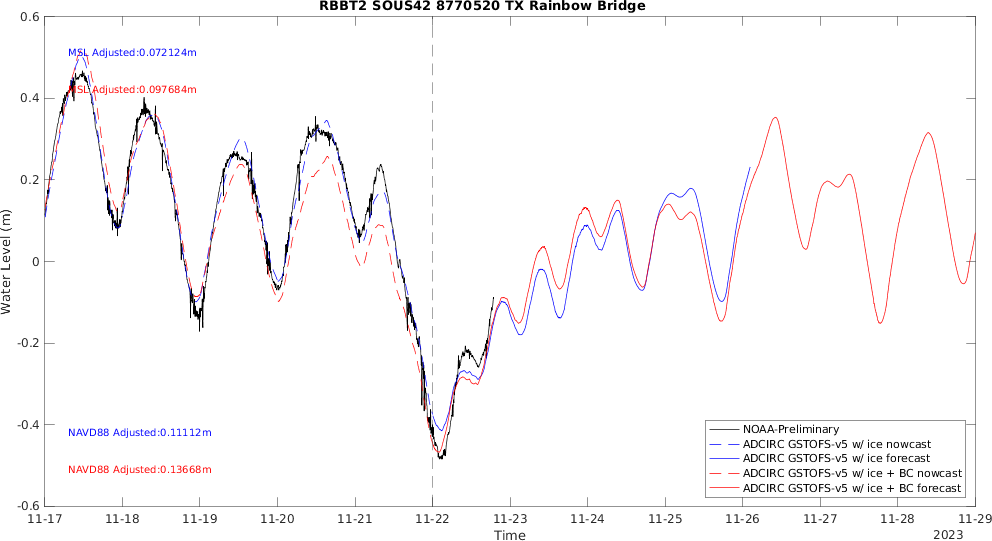 RBBT2 SOUS42 8770520 TX Rainbow Bridge
Water Level (m)
0.6
0.4
0.2
0
-0.2
-0.4
-0.6
MSL Adjusted:0.072124m
MSL Adjusted:0.097684m
NAVD88 Adjusted:0.11112m
NAVD88 Adjusted:0.13668m
NOAA-Preliminary
ADCIRC GSTOFS-v5 w/ ice nowcast
ADCIRC GSTOFS-v5 w/ ice forecast
ADCIRC GSTOFS-v5 w/ ice + BC nowcast
ADCIRC GSTOFS-v5 w/ ice + BC forecast
11-17 11-18 11-19 11-20 11-21 11-22 11-23 11-24 11-25 11-26 11-27 11-28 11-29
Time
2023